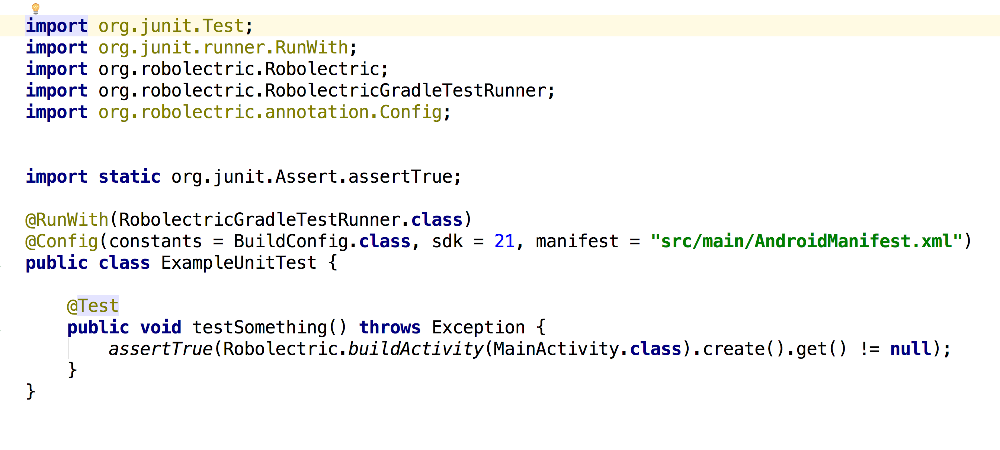 import org.junit.Test;
import org.junit.runner.RunWith;
import org.robolectric.Robolectric;
import org.robolectric.RobolectricGradleTestRunner;
import org.robolectric.annotation.Config;
import static org.junit.Assert.assertTrue;
@RunWith(RobolectricGradleTestRunner.class)
@Config(constants = BuildConfig.class, sdk = 21, manifest = "src/main/AndroidManifest.xml")
public class ExampleUnitTest {
@Test
public void testSomething() throws Exception {
assertTrue(Robolectric.buildActivity(MainActivity.class).create().get() != null);
}
}